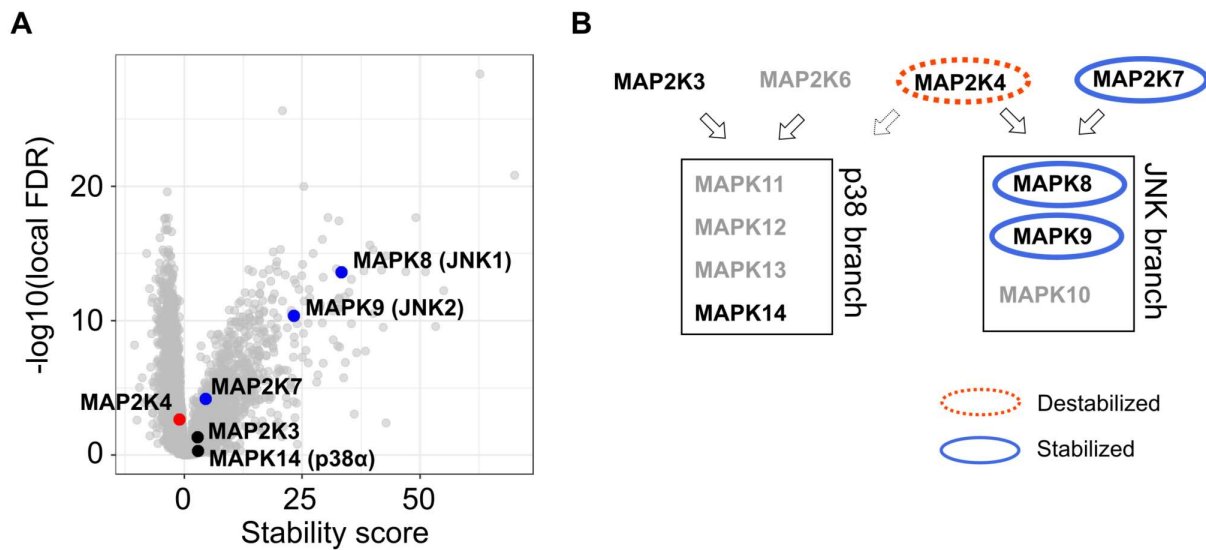 A
-log10(local FDR)
20
10
0
MAPK8 (JNK1)
MAPK9 (JNK2)
MAP2K7
MAP2K4
MAP2K3
MAPK14 (p38α)
0 25 50
Stability score
B
MAP2K3 MAP2K6 MAP2K4 MAP2K7
MAPK11
MAPK12
MAPK13
MAPK14
p38 branch
MAPK8
MAPK9
MAPK10
JNK branch
Destabilized
Stabilized